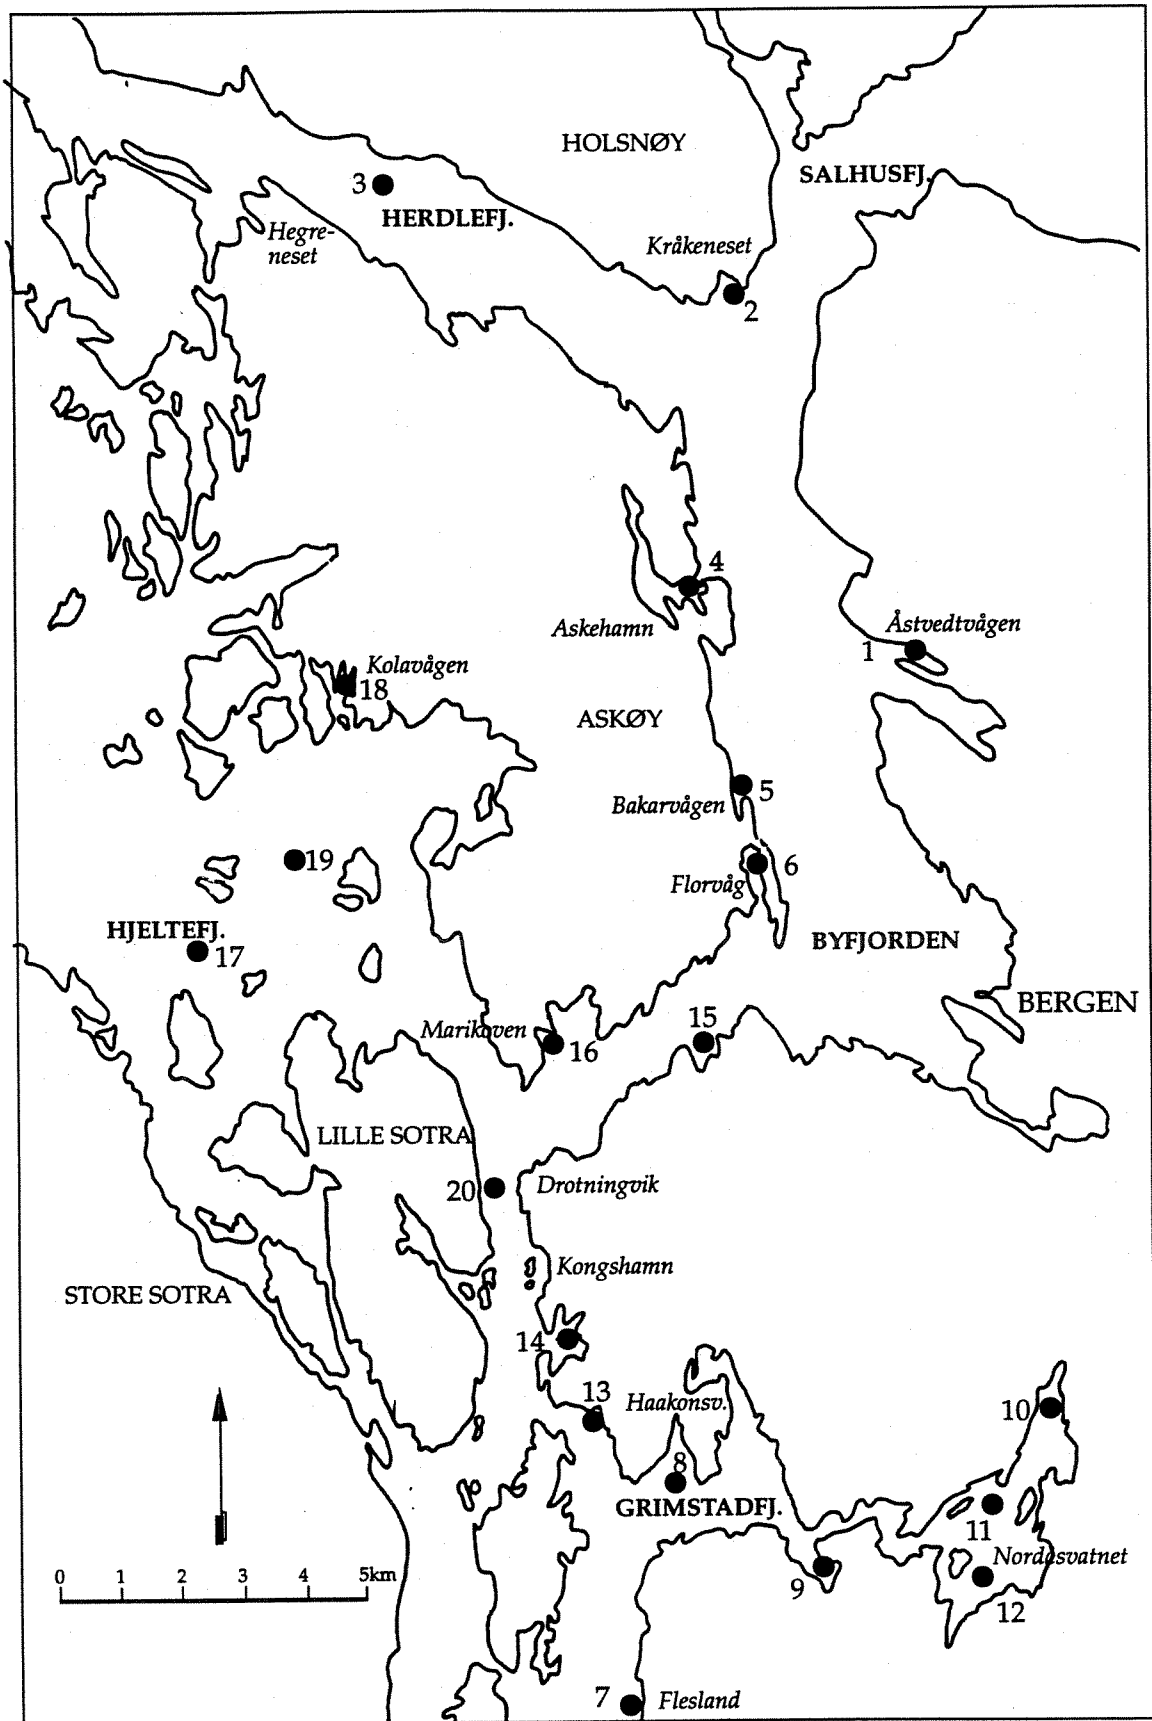 HOLSNØY
SALHUSFJ.
3
HERDLEFJ.
Hegre-
neset
Kråkeneset
2
4
Askehamn
Åstvedtvågen
1
Kolavågen
18
ASKØY
5
Bakarvågen
6
Florvåg
19
HJELTEFJ.
17
BYFJORDEN
BERGEN
15
Marikoven
16
LILLE SOTRA
20
Drotningvik
Kongshamn
STORE SOTRA
14
13
Haakonsv.
10
8
GRIMSTADFJ.
11
Nordåsvatnet
9
12
0 1 2 3 4 5km
7
Flesland